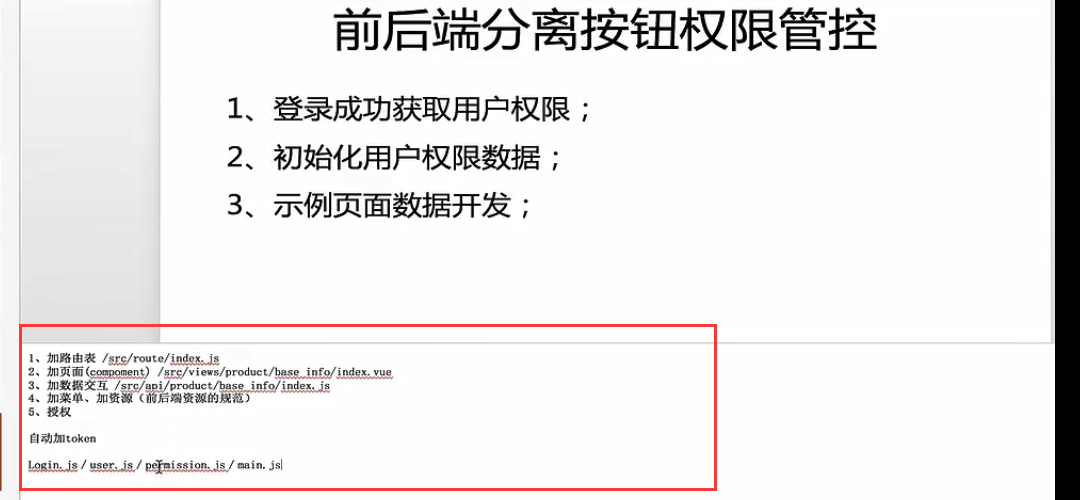 前后端分离按钮权限管控
1、登录成功获取用户权限；
2、初始化用户权限数据；
3、示例页面数据开发；
1、加路由表 /src/route/index.js
2、加页面(compoment) /src/views/product/base_info/index.vue
3、加数据交互 /src/api/product/base_info/index.js
4、加菜单、加资源（前后端资源的规范）
5、授权
自动加token
Login.js / user.js / permission.js / main.js